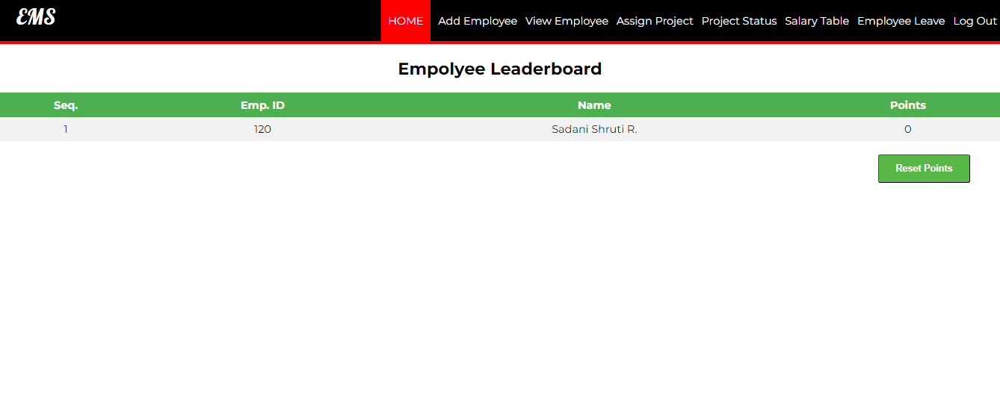 EMS
HOME Add Employee View Employee Assign Project Project Status Salary Table Employee Leave Log Out
Empolyee Leaderboard
Seq. Emp. ID Name Points
1 120 Sadani Shruti R. 0
Reset Points